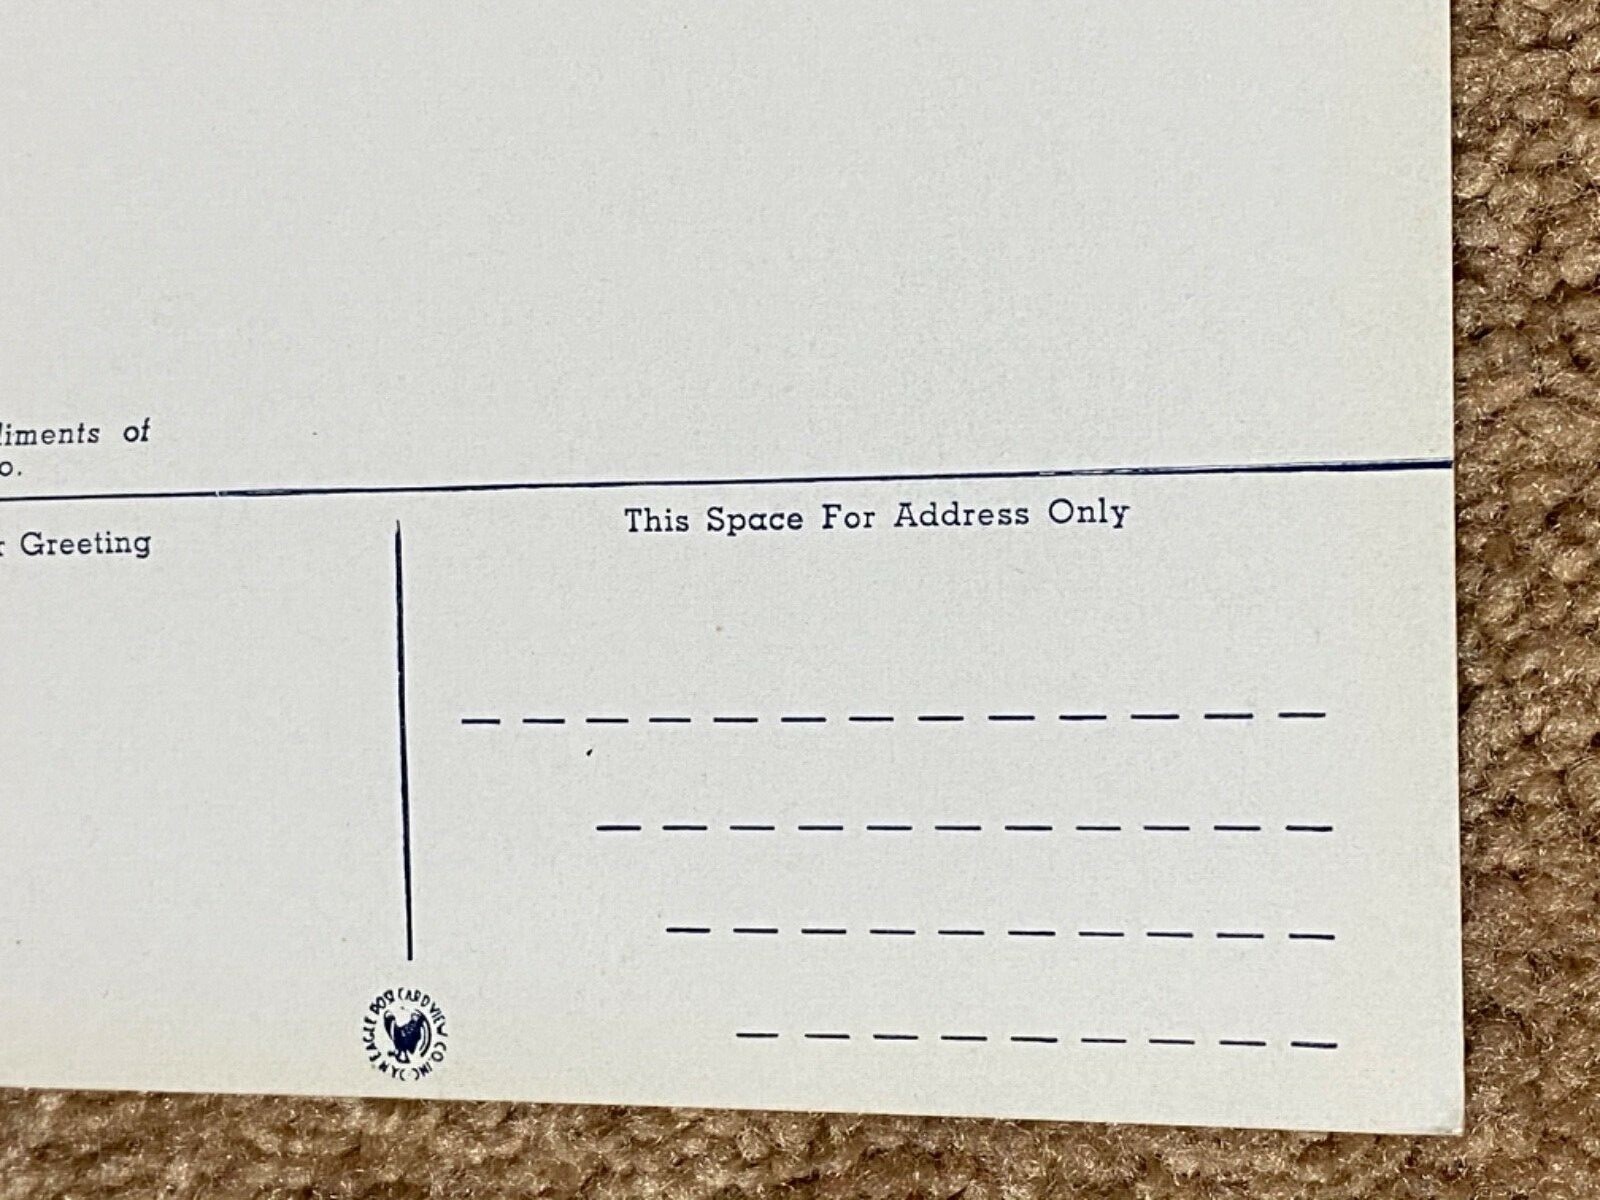 liments of
o.
r Greeting
This Space For Address Only
EAGLE POST CARD VIEW CO. INC. N.Y.